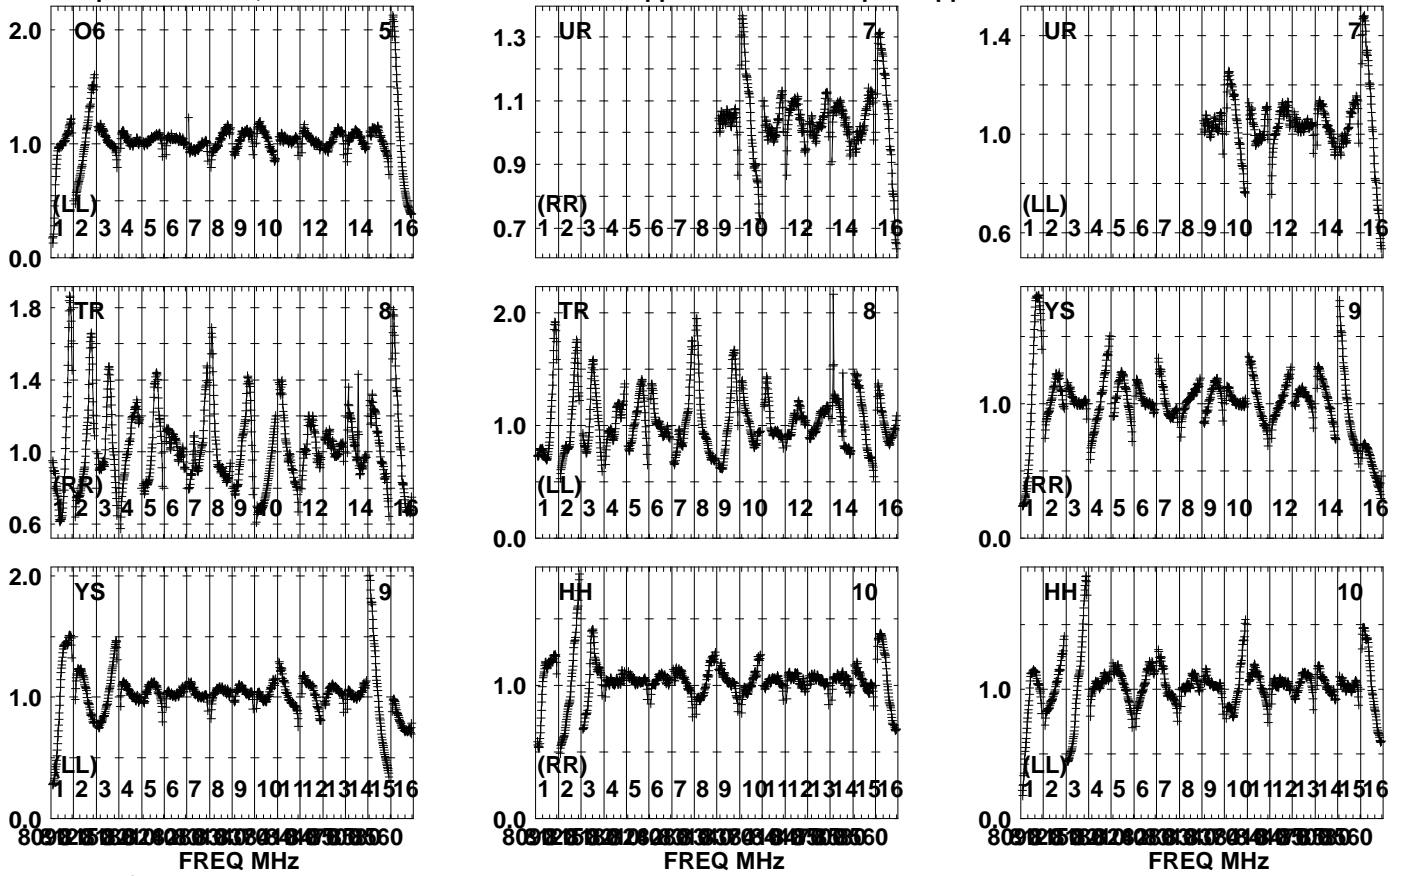 2.0 O6 5
1.0
(LL)
1 2 3 4 5 6 7 8 9 10 12 14 16
0.0
1.3 UR 7
1.1
0.9
(RR)
0.7 1 2 3 4 5 6 7 8 9 10 12 14 16
1.4 UR 7
1.0
(LL)
0.6 1 2 3 4 5 6 7 8 9 10 12 14 16
1.8 TR 8
1.4
1.0
(RR)
2 3 4 5 6 7 8 9 10 12 14 16
0.6
2.0 TR 8
1.0
(LL)
1 2 3 4 5 6 7 8 9 10 12 14 16
0.0
YS 9
1.0
(RR)
1 2 3 4 5 6 7 8 9 10 12 14 16
0.0
2.0 YS 9
1.0
(LL)
1 2 3 4 5 6 7 8 9 10 11 12 13 14 15 16
0.0
FREQ MHz
HH 10
1.0
(RR)
1 2 3 4 5 6 7 8 9 10 11 12 13 14 15 16
0.0
FREQ MHz
HH 10
1.0
(LL)
1 2 3 4 5 6 7 8 9 10 11 12 13 14 15 16
0.0
FREQ MHz